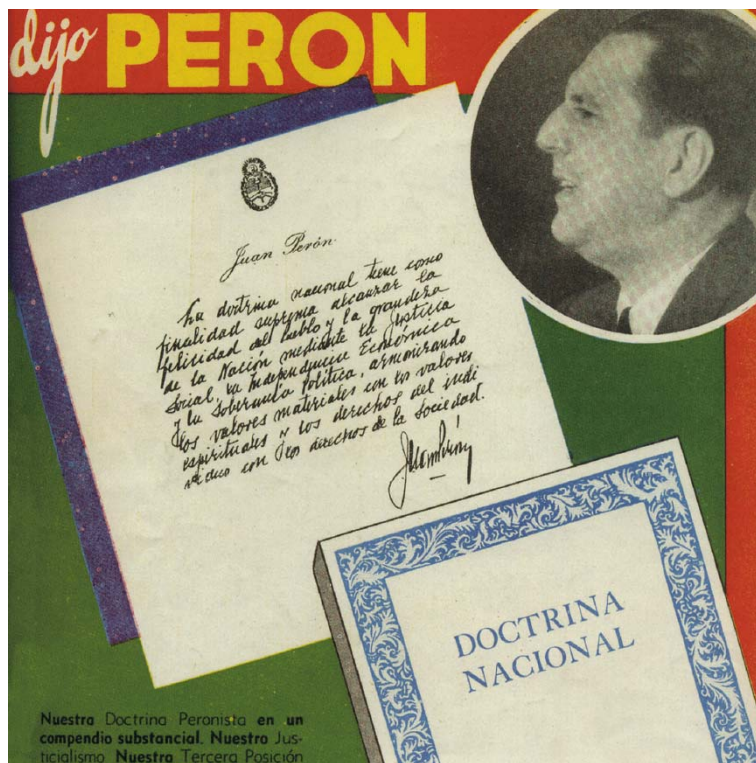 dijo PERON
Juan Perón
La doctrina nacional tiene como
finalidad suprema alcanzar la
felicidad del Pueblo y la grandeza
de la Nación mediante la Justicia
Social, la Independencia Económica
y la Soberanía Política, armonizando
los valores materiales con los valores
espirituales y los derechos del indi
viduo con los derechos de la Sociedad.
Juan Perón
DOCTRINA
NACIONAL
Nuestra Doctrina Peronista en un
compendio substancial. Nuestro Jus-
ticialismo. Nuestra Tercera Posición